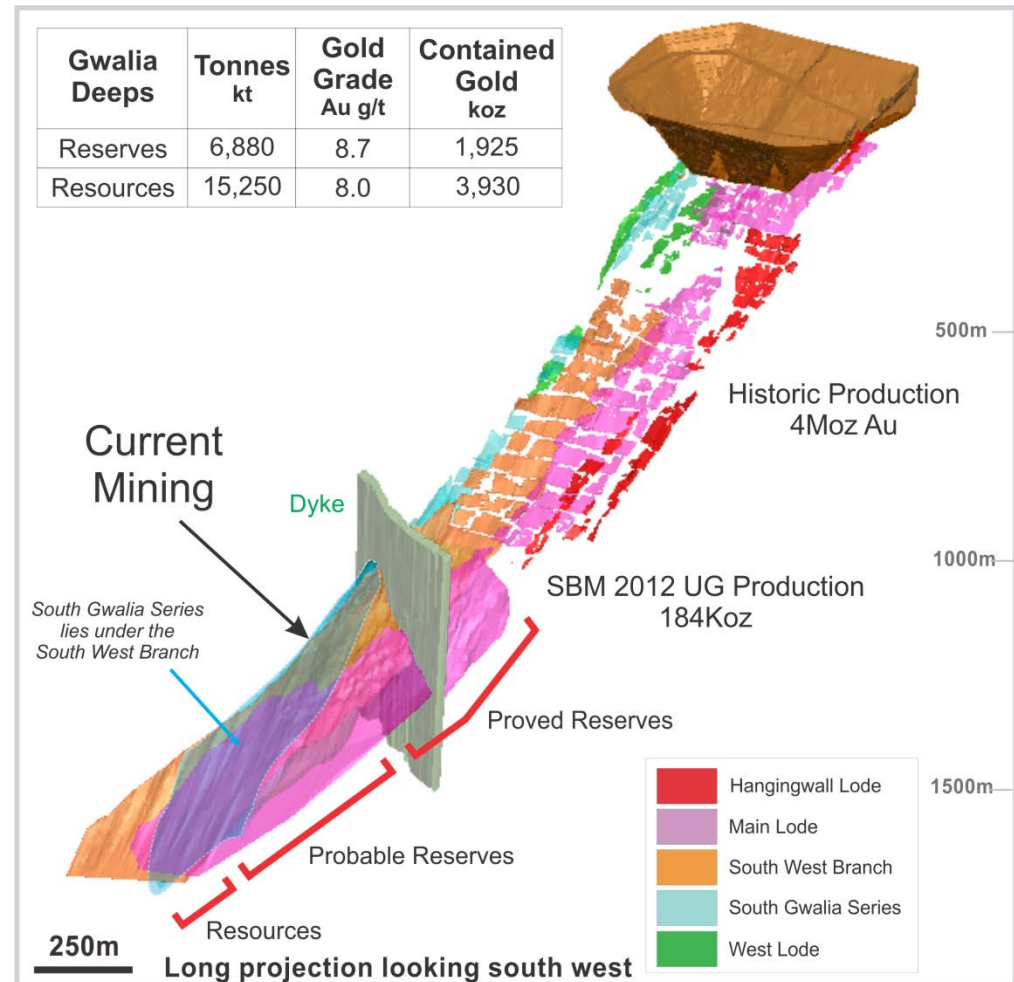 Gwalia Deeps
Tonnes kt
Gold Grade Au g/t
Contained Gold koz
Reserves 6,880 8.7 1,925
Resources 15,250 8.0 3,930
500m
Historic Production
4Moz Au
Current
Mining
Dyke
1000m
SBM 2012 UG Production
184Koz
South Gwalia Series
lies under the
South West Branch
Proved Reserves
1500m
Hangingwall Lode
Main Lode
South West Branch
South Gwalia Series
West Lode
Probable Reserves
Resources
250m
Long projection looking south west